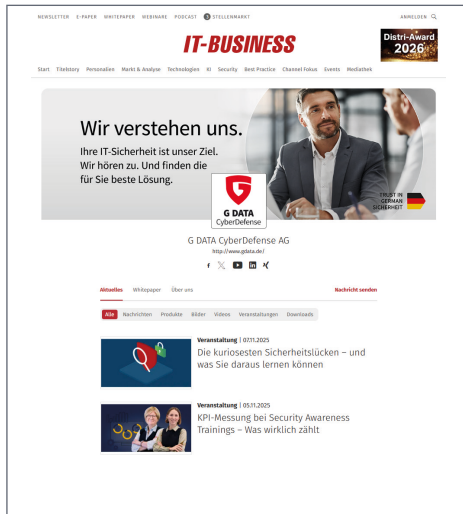 NEWSLETTER E-PAPER WHITEPAPER WEBINARE PODCAST STELLENMARKT ANMELDEN
IT-BUSINESS
Distri-Award
2026
Start Titelstory Personalien Markt & Analyse Technologien KI Security Best Practice Channel Fokus Events Mediathek
Wir verstehen uns.
Ihre IT-Sicherheit ist unser Ziel.
Wir hören zu. Und finden die
für Sie beste Lösung.
TRUST IN
GERMAN
SICHERHEIT
G DATA
CyberDefense
G DATA CyberDefense AG
http://www.gdata.de/
Aktuelles Whitepaper Über uns Nachricht senden
Alle Nachrichten Produkte Bilder Videos Veranstaltungen Downloads
Veranstaltung | 07.11.2025
Die kuriosesten Sicherheitslücken – und
was Sie daraus lernen können
Veranstaltung | 05.11.2025
KPI-Messung bei Security Awareness
Trainings – Was wirklich zählt